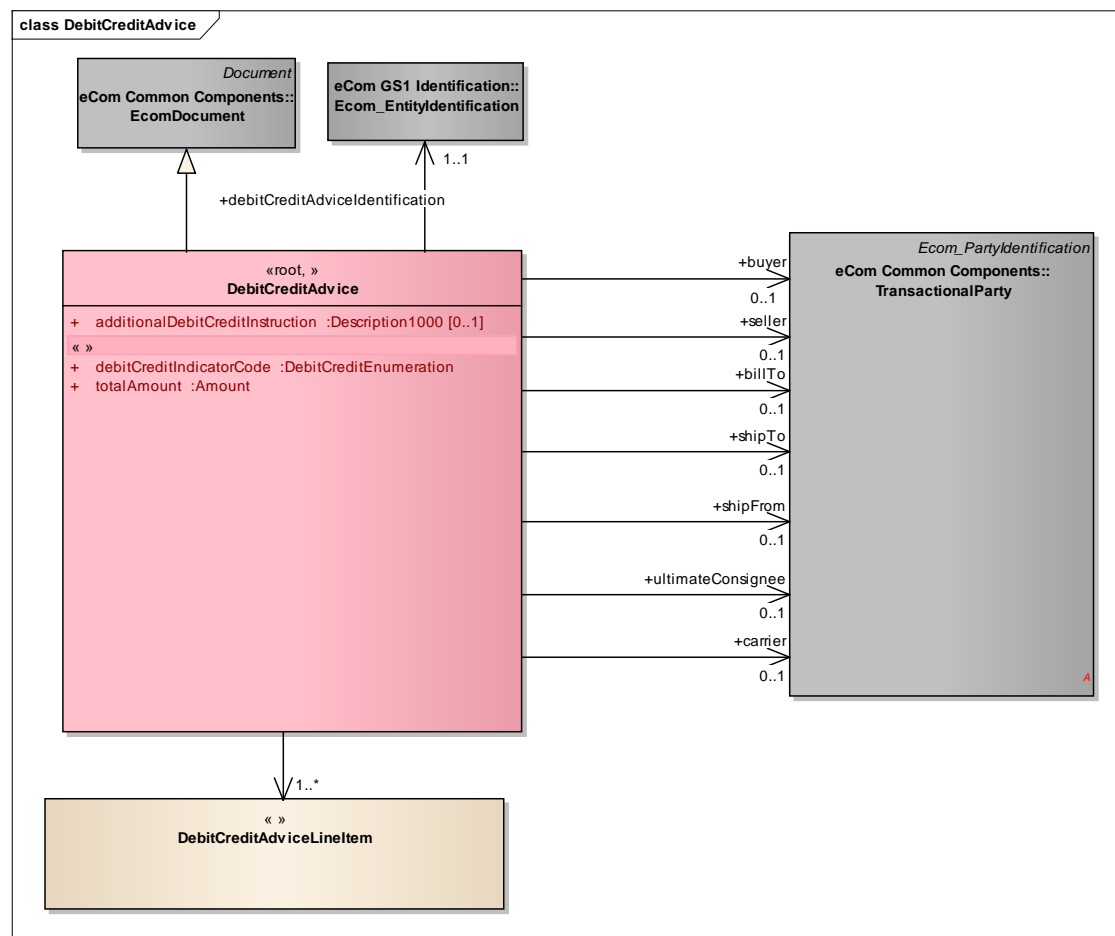 class DebitCreditAdvice
Document
eCom Common Components::
EcomDocument
eCom GS1 Identification::
Ecom_EntityIdentification
1..1
+debitCreditAdviceIdentification
«root, »
DebitCreditAdvice
+ additionalDebitCreditInstruction :Description1000 [0..1]
« »
+ debitCreditIndicatorCode :DebitCreditEnumeration
+ totalAmount :Amount
+buyer
0..1
+seller
0..1
+billTo
0..1
+shipTo
0..1
+shipFrom
0..1
+ultimateConsignee
0..1
+carrier
0..1
Ecom_PartyIdentification
eCom Common Components::
TransactionalParty
A
1..*
« »
DebitCreditAdviceLineItem